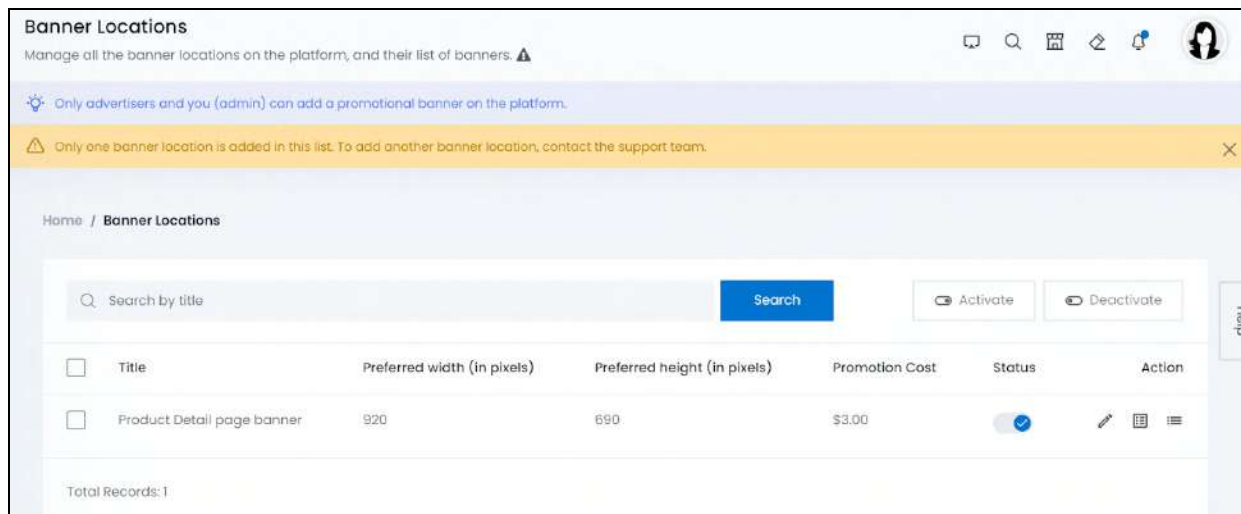 Banner Locations
Manage all the banner locations on the platform, and their list of banners.
Only advertisers and you (admin) can add a promotional banner on the platform.
Only one banner location is added in this list. To add another banner location, contact the support team.
Home / Banner Locations
Search by title
Search
Activate
Deactivate
Help
Title Preferred width (in pixels) Preferred height (in pixels) Promotion Cost Status Action
Product Detail page banner 920 690 $3.00
Total Records: 1